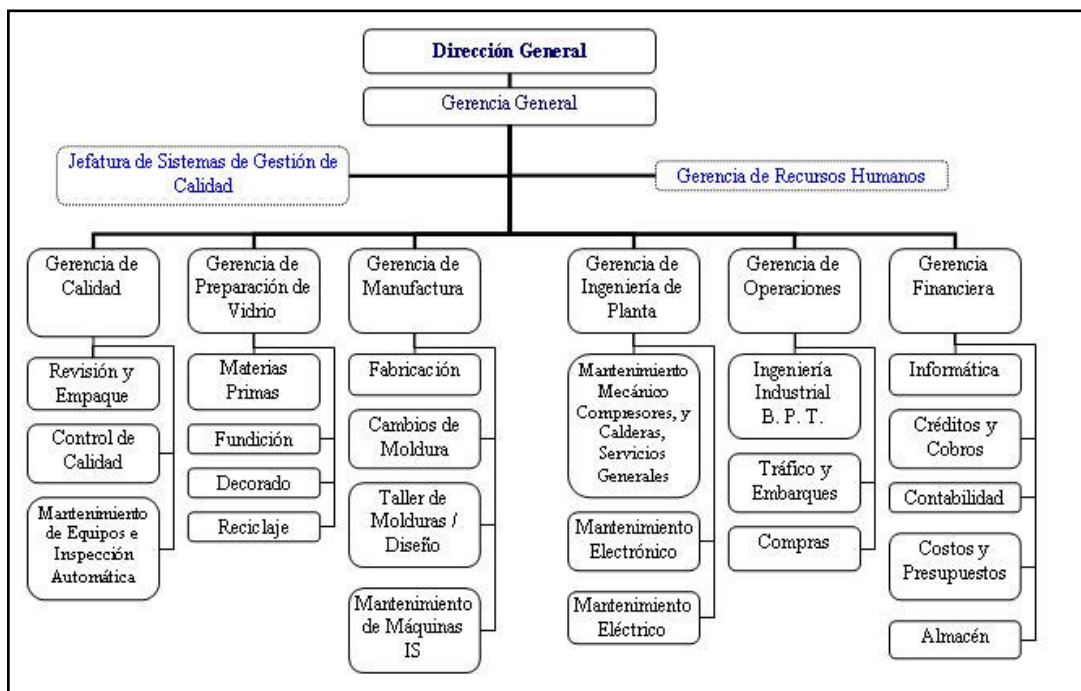 Dirección General
Gerencia General
Jefatura de Sistemas de Gestión de
Calidad
Gerencia de Recursos Humanos
Gerencia de
Calidad
Revisión y
Empaque
Control de
Calidad
Mantenimiento
de Equipos e
Inspección
Automática
Gerencia de
Preparación de
Vidrio
Materias
Primas
Fundición
Decorado
Reciclaje
Gerencia de
Manufactura
Fabricación
Cambios de
Moldura
Taller de
Molduras /
Diseño
Mantenimiento
de Máquinas
IS
Gerencia de
Ingeniería de
Planta
Mantenimiento
Mecánico
Compresores, y
Calderas,
Servicios
Generales
Mantenimiento
Electrónico
Mantenimiento
Eléctrico
Gerencia de
Operaciones
Ingeniería
Industrial
B. P. T.
Tráfico y
Embarques
Compras
Gerencia
Financiera
Informática
Créditos y
Cobros
Contabilidad
Costos y
Presupuestos
Almacén